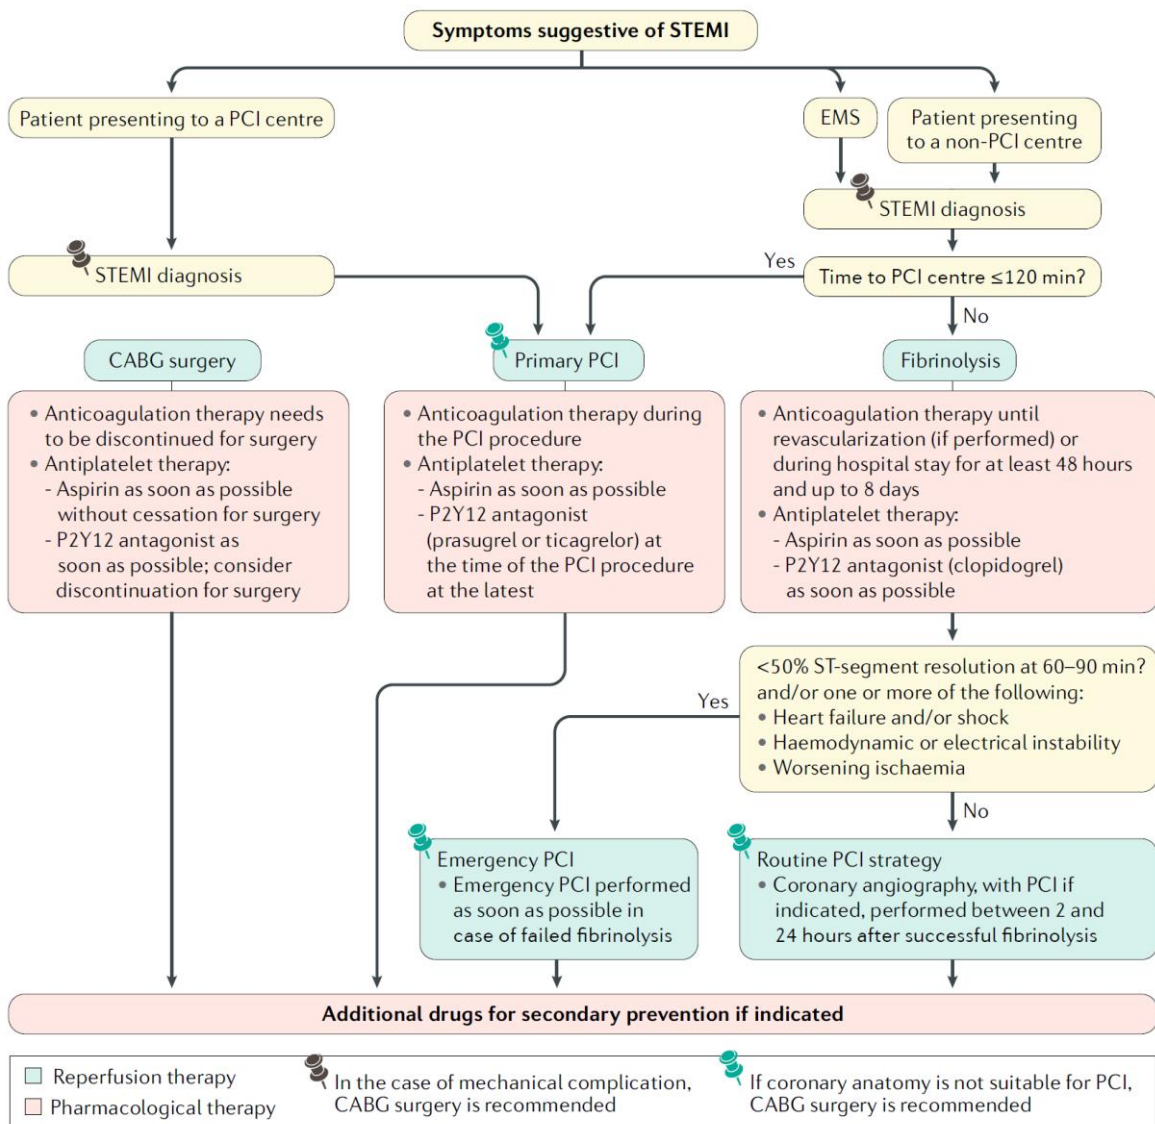 Symptoms suggestive of STEMI
Patient presenting to a PCI centre
EMS
Patient presenting
to a non-PCI centre
STEMI diagnosis
STEMI diagnosis
Yes
Time to PCI centre ≤120 min?
No
CABG surgery
• Anticoagulation therapy needs
to be discontinued for surgery
• Antiplatelet therapy:
- Aspirin as soon as possible
without cessation for surgery
- P2Y12 antagonist as
soon as possible; consider
discontinuation for surgery
Primary PCI
• Anticoagulation therapy during
the PCI procedure
• Antiplatelet therapy:
- Aspirin as soon as possible
- P2Y12 antagonist
(prasugrel or ticagrelor) at
the time of the PCI procedure
at the latest
Fibrinolysis
• Anticoagulation therapy until
revascularization (if performed) or
during hospital stay for at least 48 hours
and up to 8 days
• Antiplatelet therapy:
- Aspirin as soon as possible
- P2Y12 antagonist (clopidogrel)
as soon as possible
<50% ST-segment resolution at 60–90 min?
and/or one or more of the following:
• Heart failure and/or shock
• Haemodynamic or electrical instability
• Worsening ischaemia
Yes
No
Emergency PCI
• Emergency PCI performed
as soon as possible in
case of failed fibrinolysis
Routine PCI strategy
• Coronary angiography, with PCI if
indicated, performed between 2 and
24 hours after successful fibrinolysis
Additional drugs for secondary prevention if indicated
Reperfusion therapy
Pharmacological therapy
In the case of mechanical complication,
CABG surgery is recommended
If coronary anatomy is not suitable for PCI,
CABG surgery is recommended